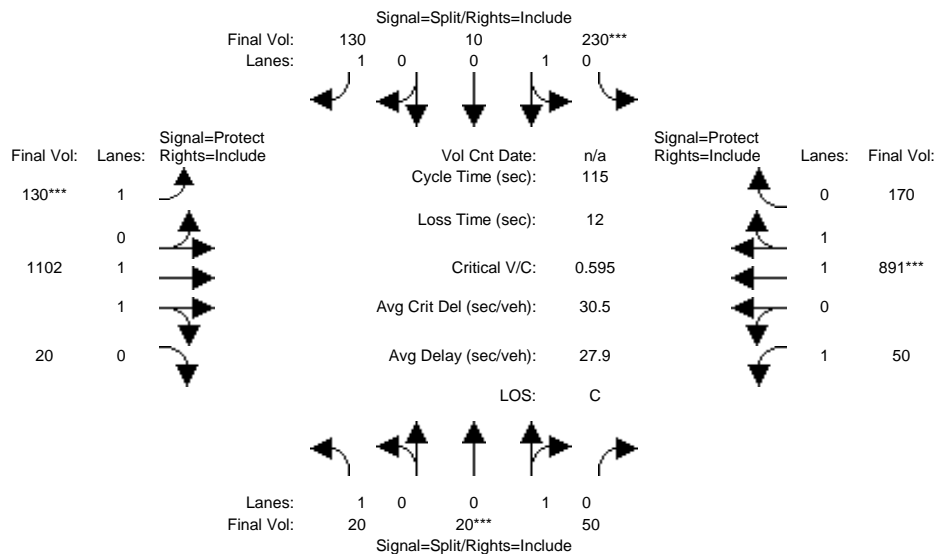 Signal=Split/Rights=Include
Final Vol: 130 10 230***
Lanes: 1 0 0 1 0
Signal=Protect Signal=Protect
Final Vol: Lanes: Rights=Include Vol Cnt Date: n/a Rights=Include Lanes: Final Vol:
Cycle Time (sec): 115
130*** 1 0 170
Loss Time (sec): 12
0 1
1102 1 Critical V/C: 0.595 1 891***
1 Avg Crit Del (sec/veh): 30.5 0
20 0 Avg Delay (sec/veh): 27.9 1 50
LOS: C
Lanes: 1 0 0 1 0
Final Vol: 20 20*** 50
Signal=Split/Rights=Include